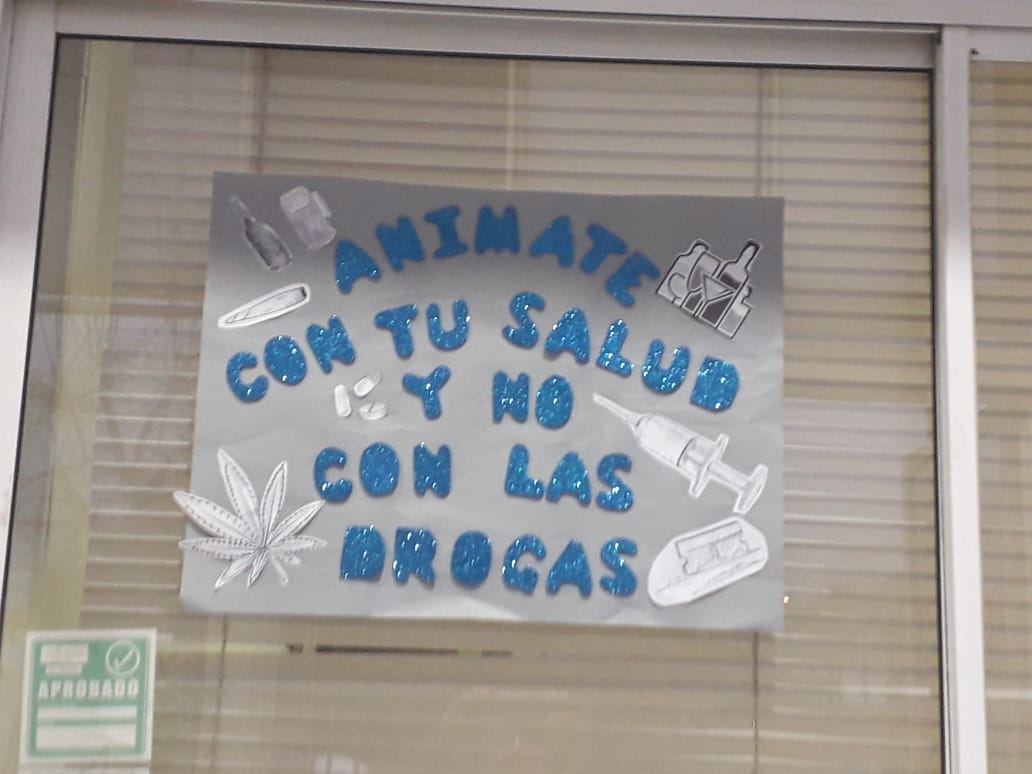 ANIMATE
CON TU SALUD
Y NO
CON LAS
DROGAS
APROBADO